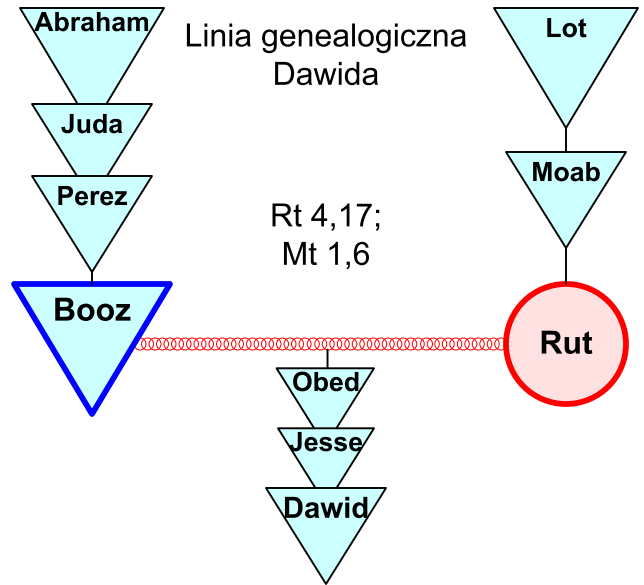 Linia genealogiczna
Dawida
Abraham
Juda
Perez
Booz
Lot
Moab
Rut
Rt 4,17;
Mt 1,6
Obed
Jesse
Dawid